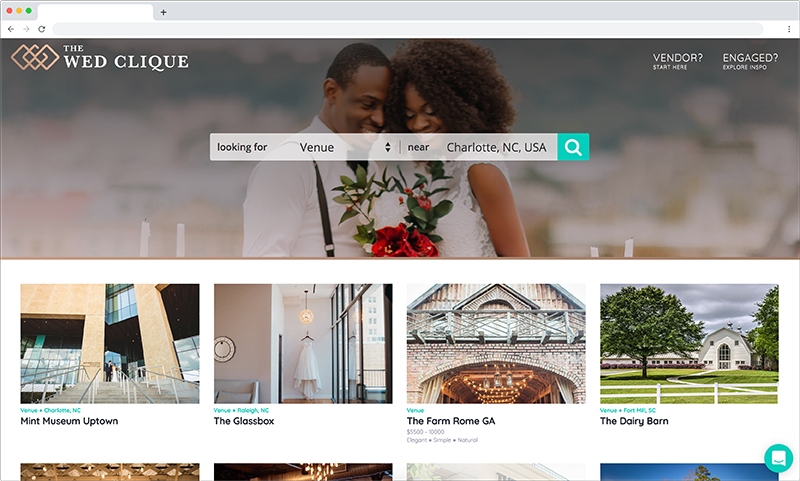 THE
WED CLIQUE
VENDOR?
START HERE
ENGAGED?
EXPLORE INSPO
looking for Venue near Charlotte, NC, USA
Venue • Charlotte, NC
Mint Museum Uptown
Venue • Raleigh, NC
The Glassbox
Venue
The Farm Rome GA
$5500 - 10000
Elegant • Simple • Natural
Venue • Fort Mill, SC
The Dairy Barn